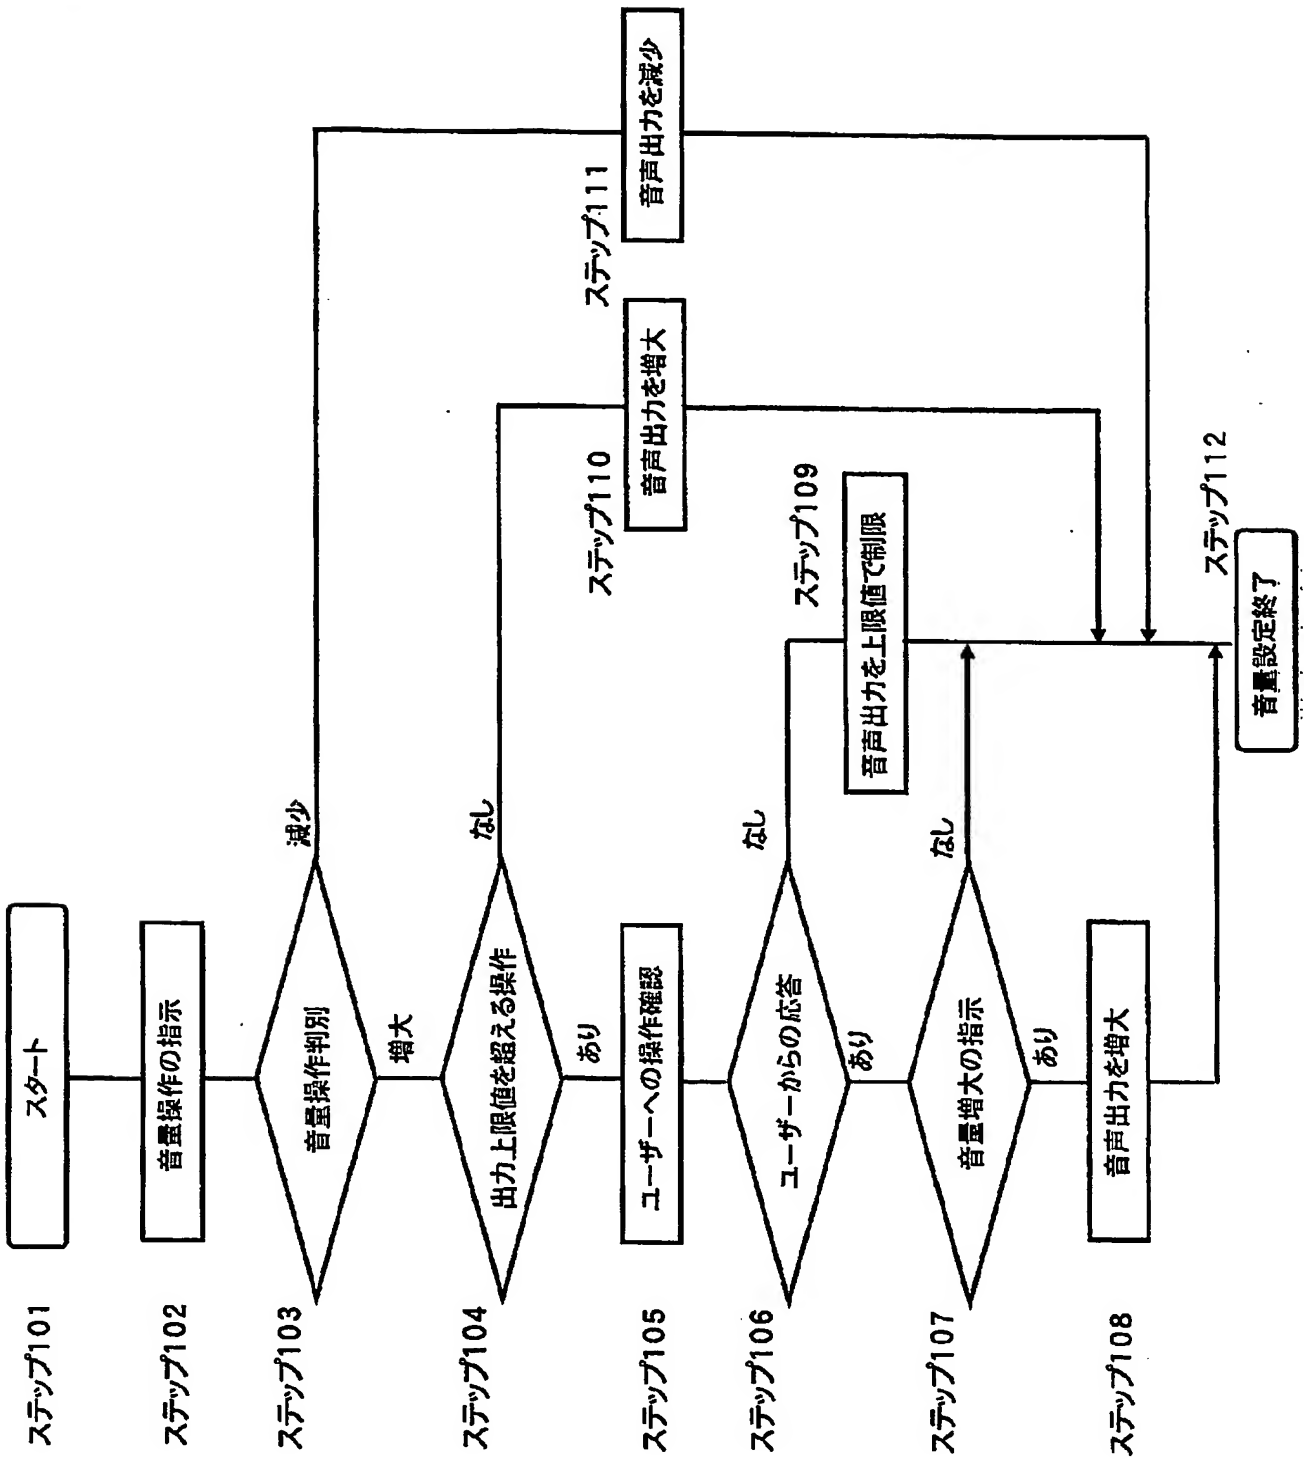 ステップ101
スタート
ステップ102
音量操作の指示
ステップ103
音量操作判別
減少
増大
ステップ104
出力上限値を超える操作
なし
あり
ステップ105
ユーザーへの操作確認
ステップ110
音声出力を増大
ステップ111
音声出力を減少
ステップ106
ユーザーからの応答
なし
あり
ステップ109
音声出力を上限値で制限
ステップ107
音量増大の指示
なし
あり
ステップ108
音声出力を増大
ステップ112
音量設定終了